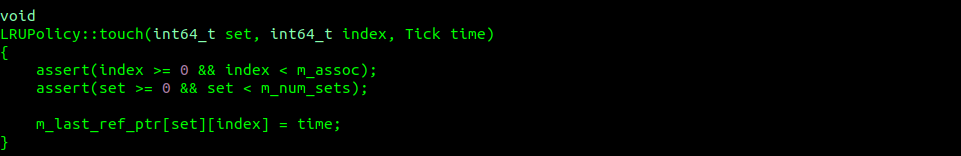 void
LRUPolicy::touch(int64_t set, int64_t index, Tick time)
{
    assert(index >= 0 && index < m_assoc);
    assert(set >= 0 && set < m_num_sets);

    m_last_ref_ptr[set][index] = time;
}